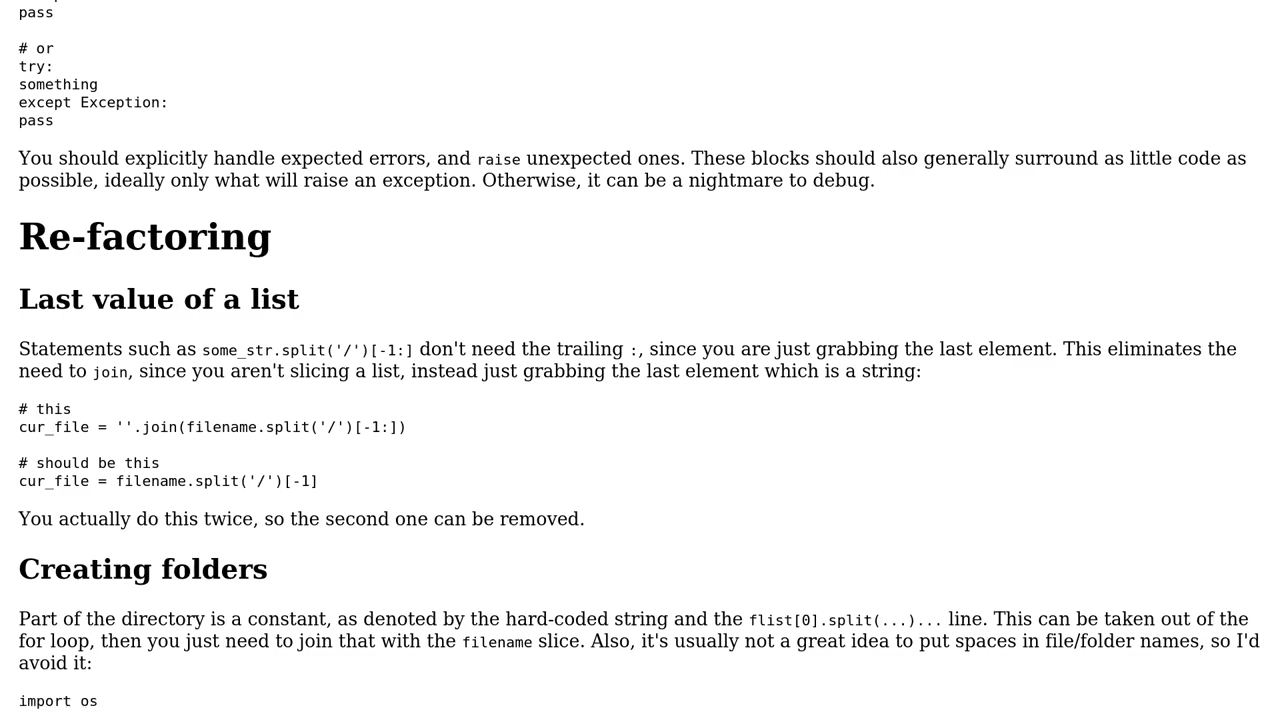 pass
# or
try:
something
except Exception:
pass
You should explicitly handle expected errors, and raise unexpected ones. These blocks should also generally surround as little code as
possible, ideally only what will raise an exception. Otherwise, it can be a nightmare to debug.
Re-factoring
Last value of a list
Statements such as some_str.split('/')[-1:] don't need the trailing :, since you are just grabbing the last element. This eliminates the
need to join, since you aren't slicing a list, instead just grabbing the last element which is a string:
# this
cur_file = ''.join(filename.split('/')[-1:])
# should be this
cur_file = filename.split('/')[-1]
You actually do this twice, so the second one can be removed.
Creating folders
Part of the directory is a constant, as denoted by the hard-coded string and the flist[0].split(...)... line. This can be taken out of the
for loop, then you just need to join that with the filename slice. Also, it's usually not a great idea to put spaces in file/folder names, so I'd
avoid it:
import os